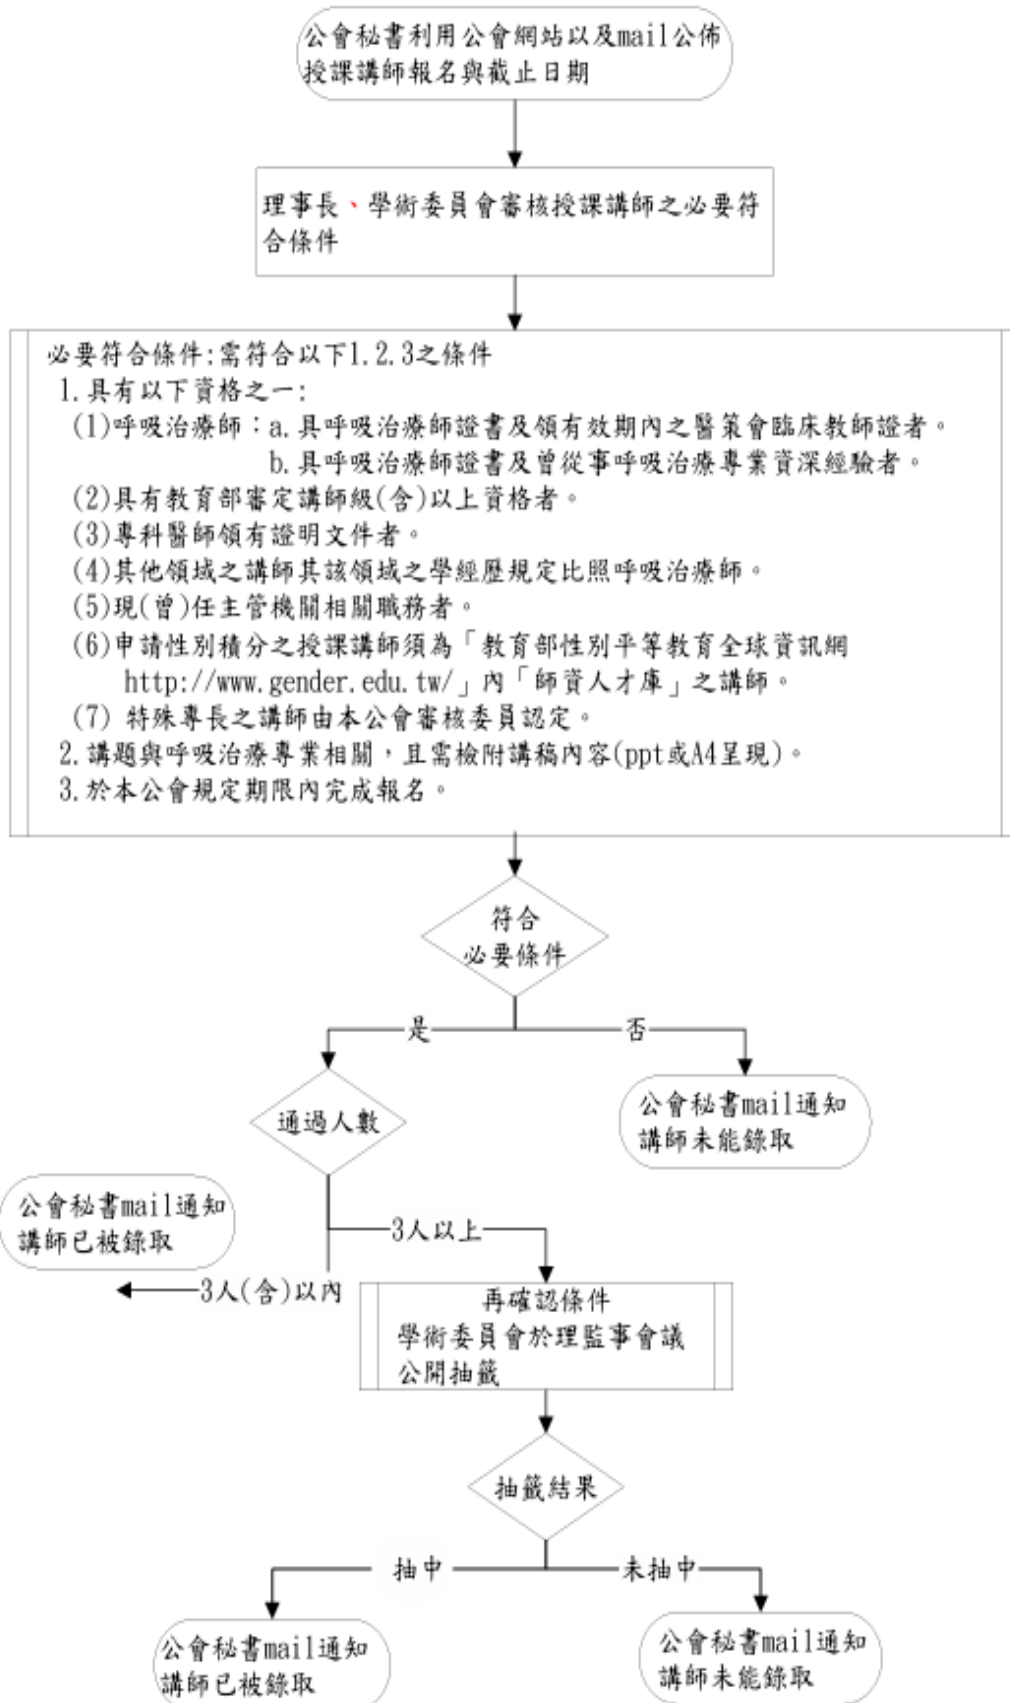 公會秘書利用公會網站以及mail公佈
授課講師報名與截止日期
理事長、學術委員會審核授課講師之必要符
合條件
必要符合條件:需符合以下1.2.3之條件
1.具有以下資格之一:
(1)呼吸治療師：a.具呼吸治療師證書及領有效期內之醫策會臨床教師證者。
b.具呼吸治療師證書及曾從事呼吸治療專業資深經驗者。
(2)具有教育部審定講師級(含)以上資格者。
(3)專科醫師領有證明文件者。
(4)其他領域之講師其該領域之學經歷規定比照呼吸治療師。
(5)現(曾)任主管機關相關職務者。
(6)申請性別積分之授課講師須為「教育部性別平等教育全球資訊網
http://www.gender.edu.tw/」內「師資人才庫」之講師。
(7) 特殊專長之講師由本公會審核委員認定。
2.講題與呼吸治療專業相關，且需檢附講稿內容(ppt或A4呈現)。
3.於本公會規定期限內完成報名。
符合
必要條件
是
否
通過人數
公會秘書mail通知
講師未能錄取
公會秘書mail通知
講師已被錄取
3人以上
3人(含)以內
再確認條件
學術委員會於理監事會議
公開抽籤
抽籤結果
抽中
未抽中
公會秘書mail通知
講師已被錄取
公會秘書mail通知
講師未能錄取